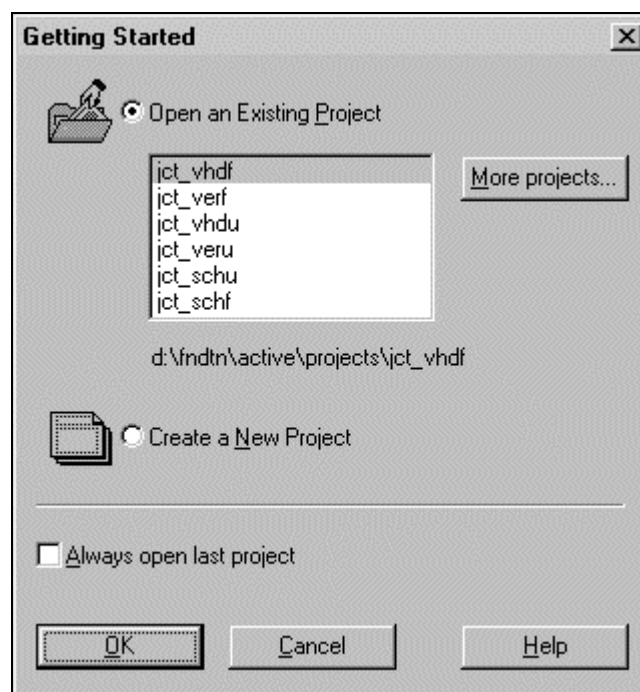 Getting Started
Open an Existing Project
jct_vhdf
More projects...
jct_verf
jct_vhdu
jct_veru
jct_schu
jct_schf
d:\fndtn\active\projects\jct_vhdf
Create a New Project
Always open last project
OK Cancel Help